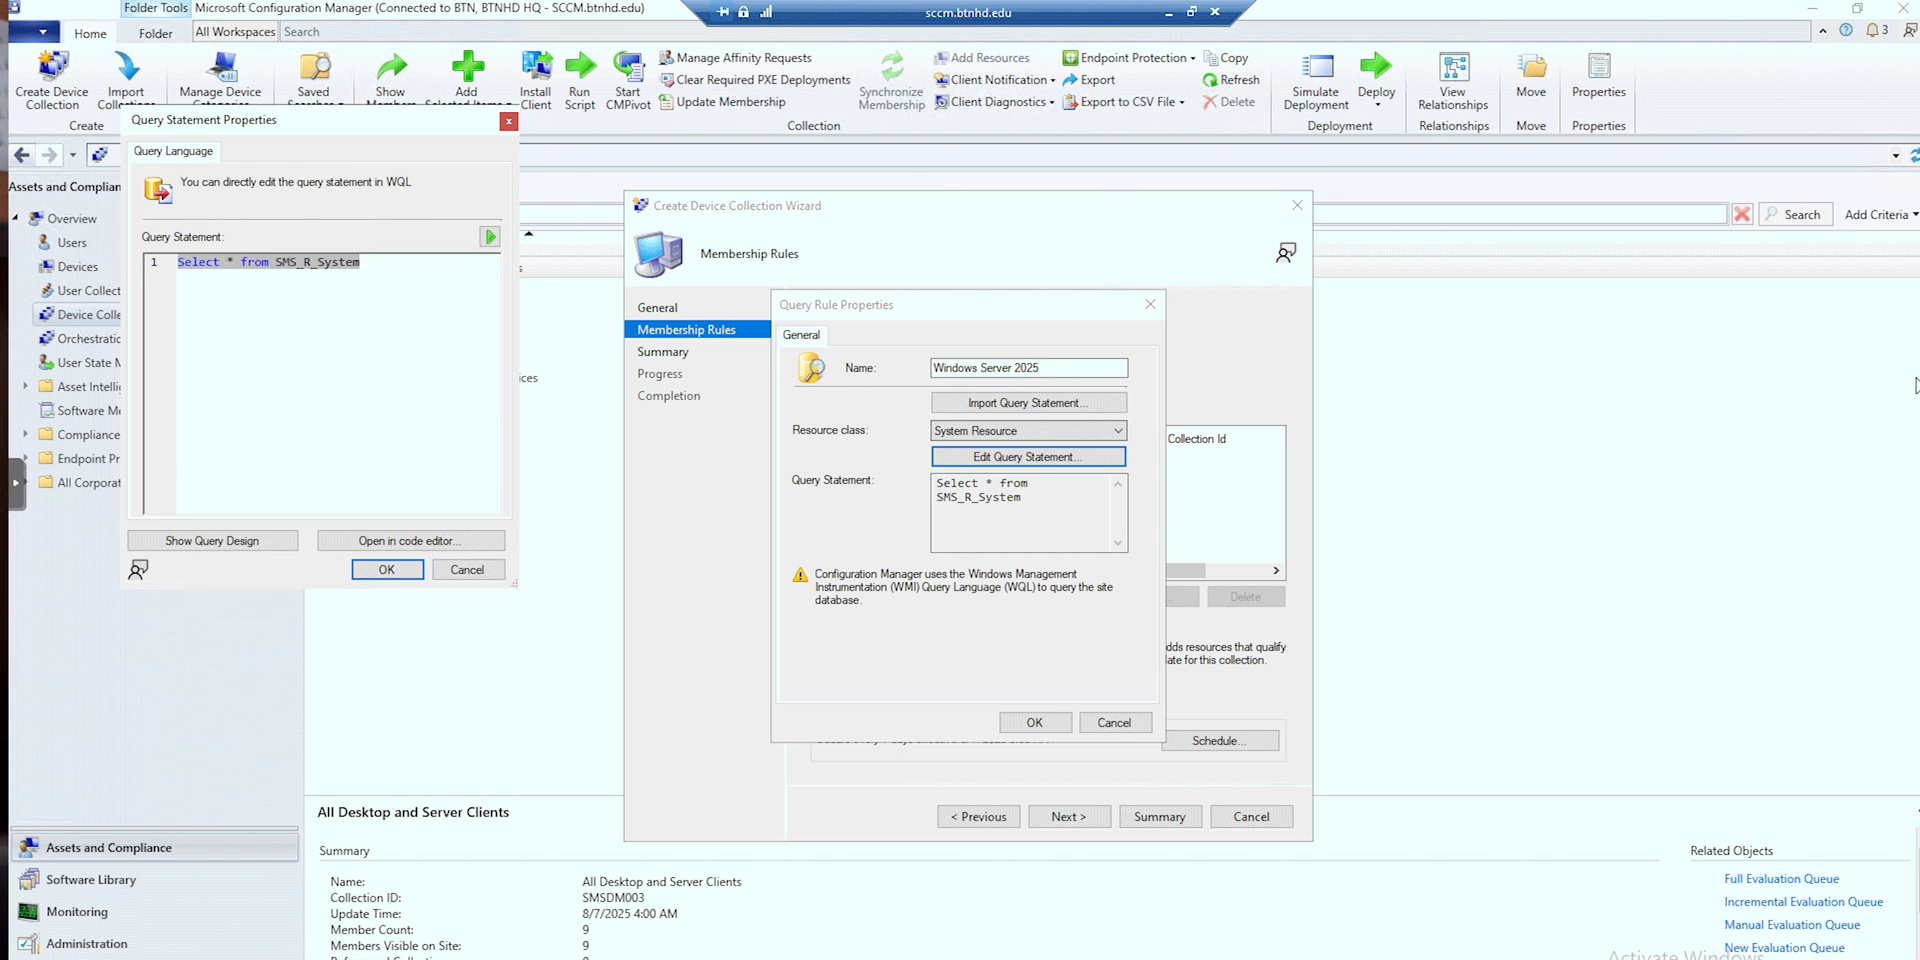 Folder Tools
Microsoft Configuration Manager (Connected to BTN, BTNHD HQ - SCCM.btnhd.edu)
sccm.btnhd.edu
Home
Folder
All Workspaces
Search
3
Create Device Collection
Import
Manage Device
Saved
Show
Add
Install Client
Run Script
Start CMPivot
Manage Affinity Requests
Clear Required PXE Deployments
Update Membership
Synchronize Membership
Add Resources
Client Notification
Client Diagnostics
Endpoint Protection
Export
Export to CSV File
Copy
Refresh
Delete
Simulate Deployment
Deploy
View Relationships
Move
Properties
Create
Collection
Deployment
Relationships
Move
Properties
Query Statement Properties
Query Language
You can directly edit the query statement in WQL
Query Statement:
1 Select * from SMS_R_System
Show Query Design
Open in code editor...
OK
Cancel
Assets and Complian
Overview
Users
Devices
User Collect
Device Colle
Orchestratio
User State M
Asset Intellig
Software Me
Compliance
Endpoint Pr
All Corporat
Search
Add Criteria
ices
Create Device Collection Wizard
Membership Rules
General
Membership Rules
Summary
Progress
Completion
Query Rule Properties
General
Name:
Windows Server 2025
Import Query Statement...
Resource class:
System Resource
Edit Query Statement...
Query Statement:
Select * from
SMS_R_System
Configuration Manager uses the Windows Management
Instrumentation (WMI) Query Language (WQL) to query the site
database.
OK
Cancel
Collection Id
Delete
dds resources that qualify
ate for this collection.
Schedule...
< Previous
Next >
Summary
Cancel
All Desktop and Server Clients
Summary
Name: All Desktop and Server Clients
Collection ID: SMSDM003
Update Time: 8/7/2025 4:00 AM
Member Count: 9
Members Visible on Site: 9
Related Objects
Full Evaluation Queue
Incremental Evaluation Queue
Manual Evaluation Queue
New Evaluation Queue
Assets and Compliance
Software Library
Monitoring
Administration
Activate Windows